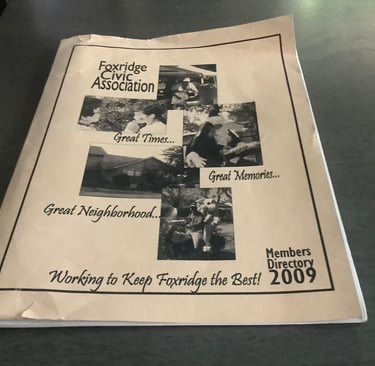 Foxridge
Civic
Association
Great Times...
Great Memories...
Great Neighborhood...
Members
Directory
2009
Working to Keep Foxridge the Best!